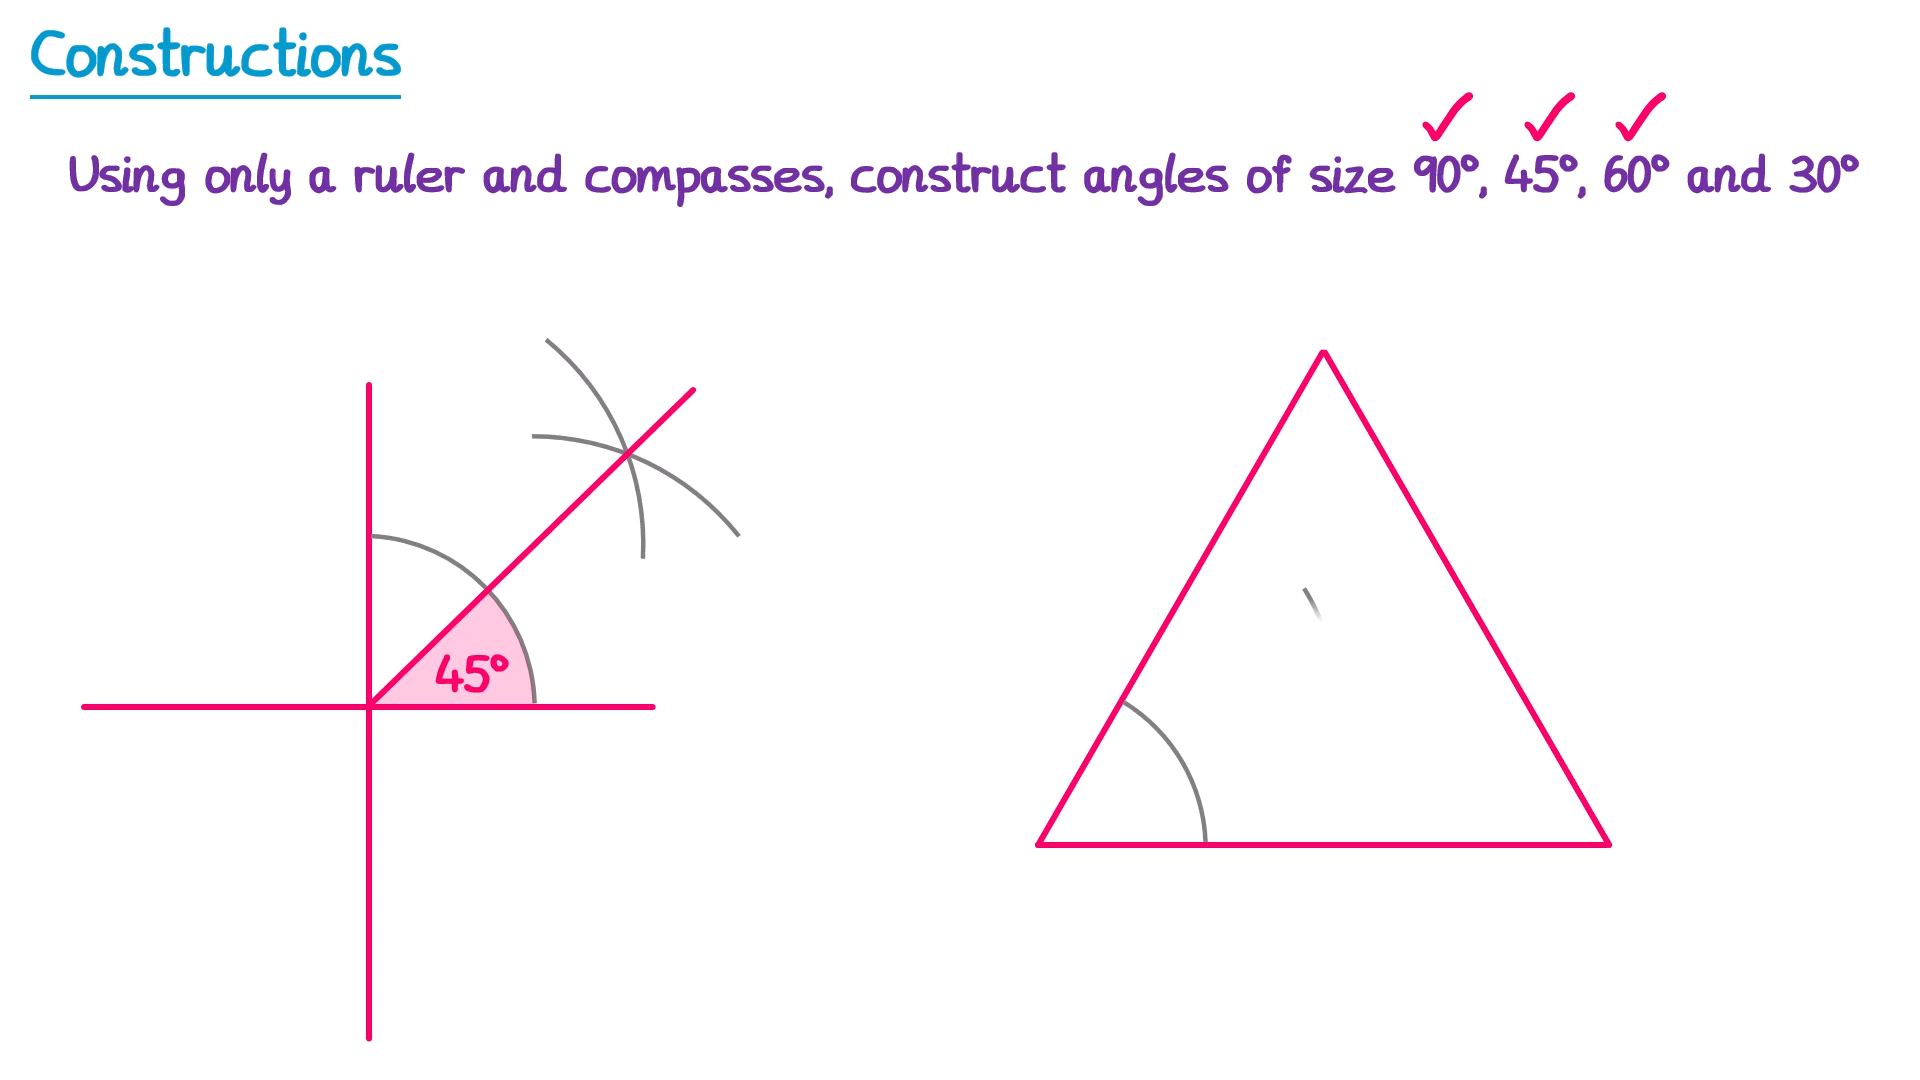 Constructions
Using only a ruler and compasses, construct angles of size 90°, 45°, 60° and 30°
45°